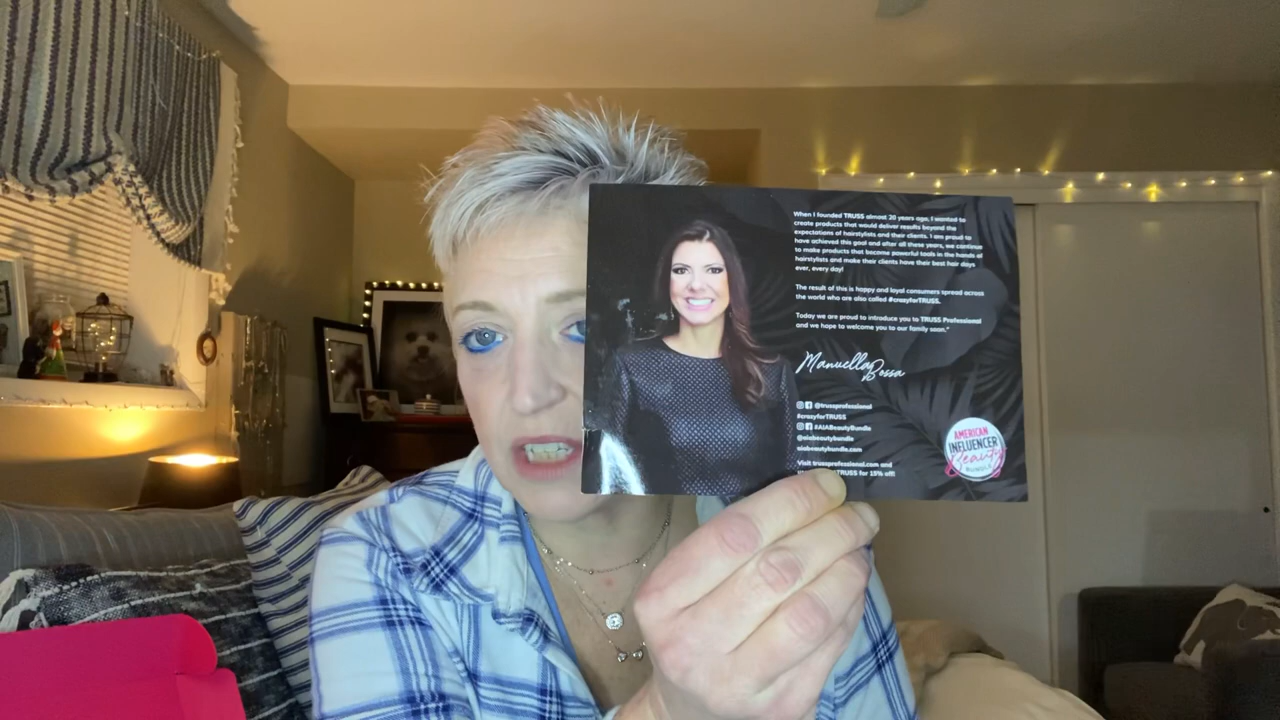 When I founded TRUSS almost 20 years ago, I wanted to
create products that would deliver results beyond the
expectations of hairstylists and their clients. I am proud to
have achieved this goal and after all these years, we continue
to make products that become powerful tools in the hands of
hairstylists and make their clients have their best hair days
ever, every day!
The result of this is happy and loyal consumers spread across
the world who are also called #crazyforTRUSS.
Today we are proud to introduce you to TRUSS Professional
and we hope to welcome you to our family soon."
Manuella
Bossa
@trussprofessional
#crazyforTRUSS
#AIABeautyBundle
@aiabeautybundle
aiabeautybundle.com
Visit trussprofessional.com and
TRUSS for 15% off!
AMERICAN
INFLUENCER
Beauty
BUNDLE